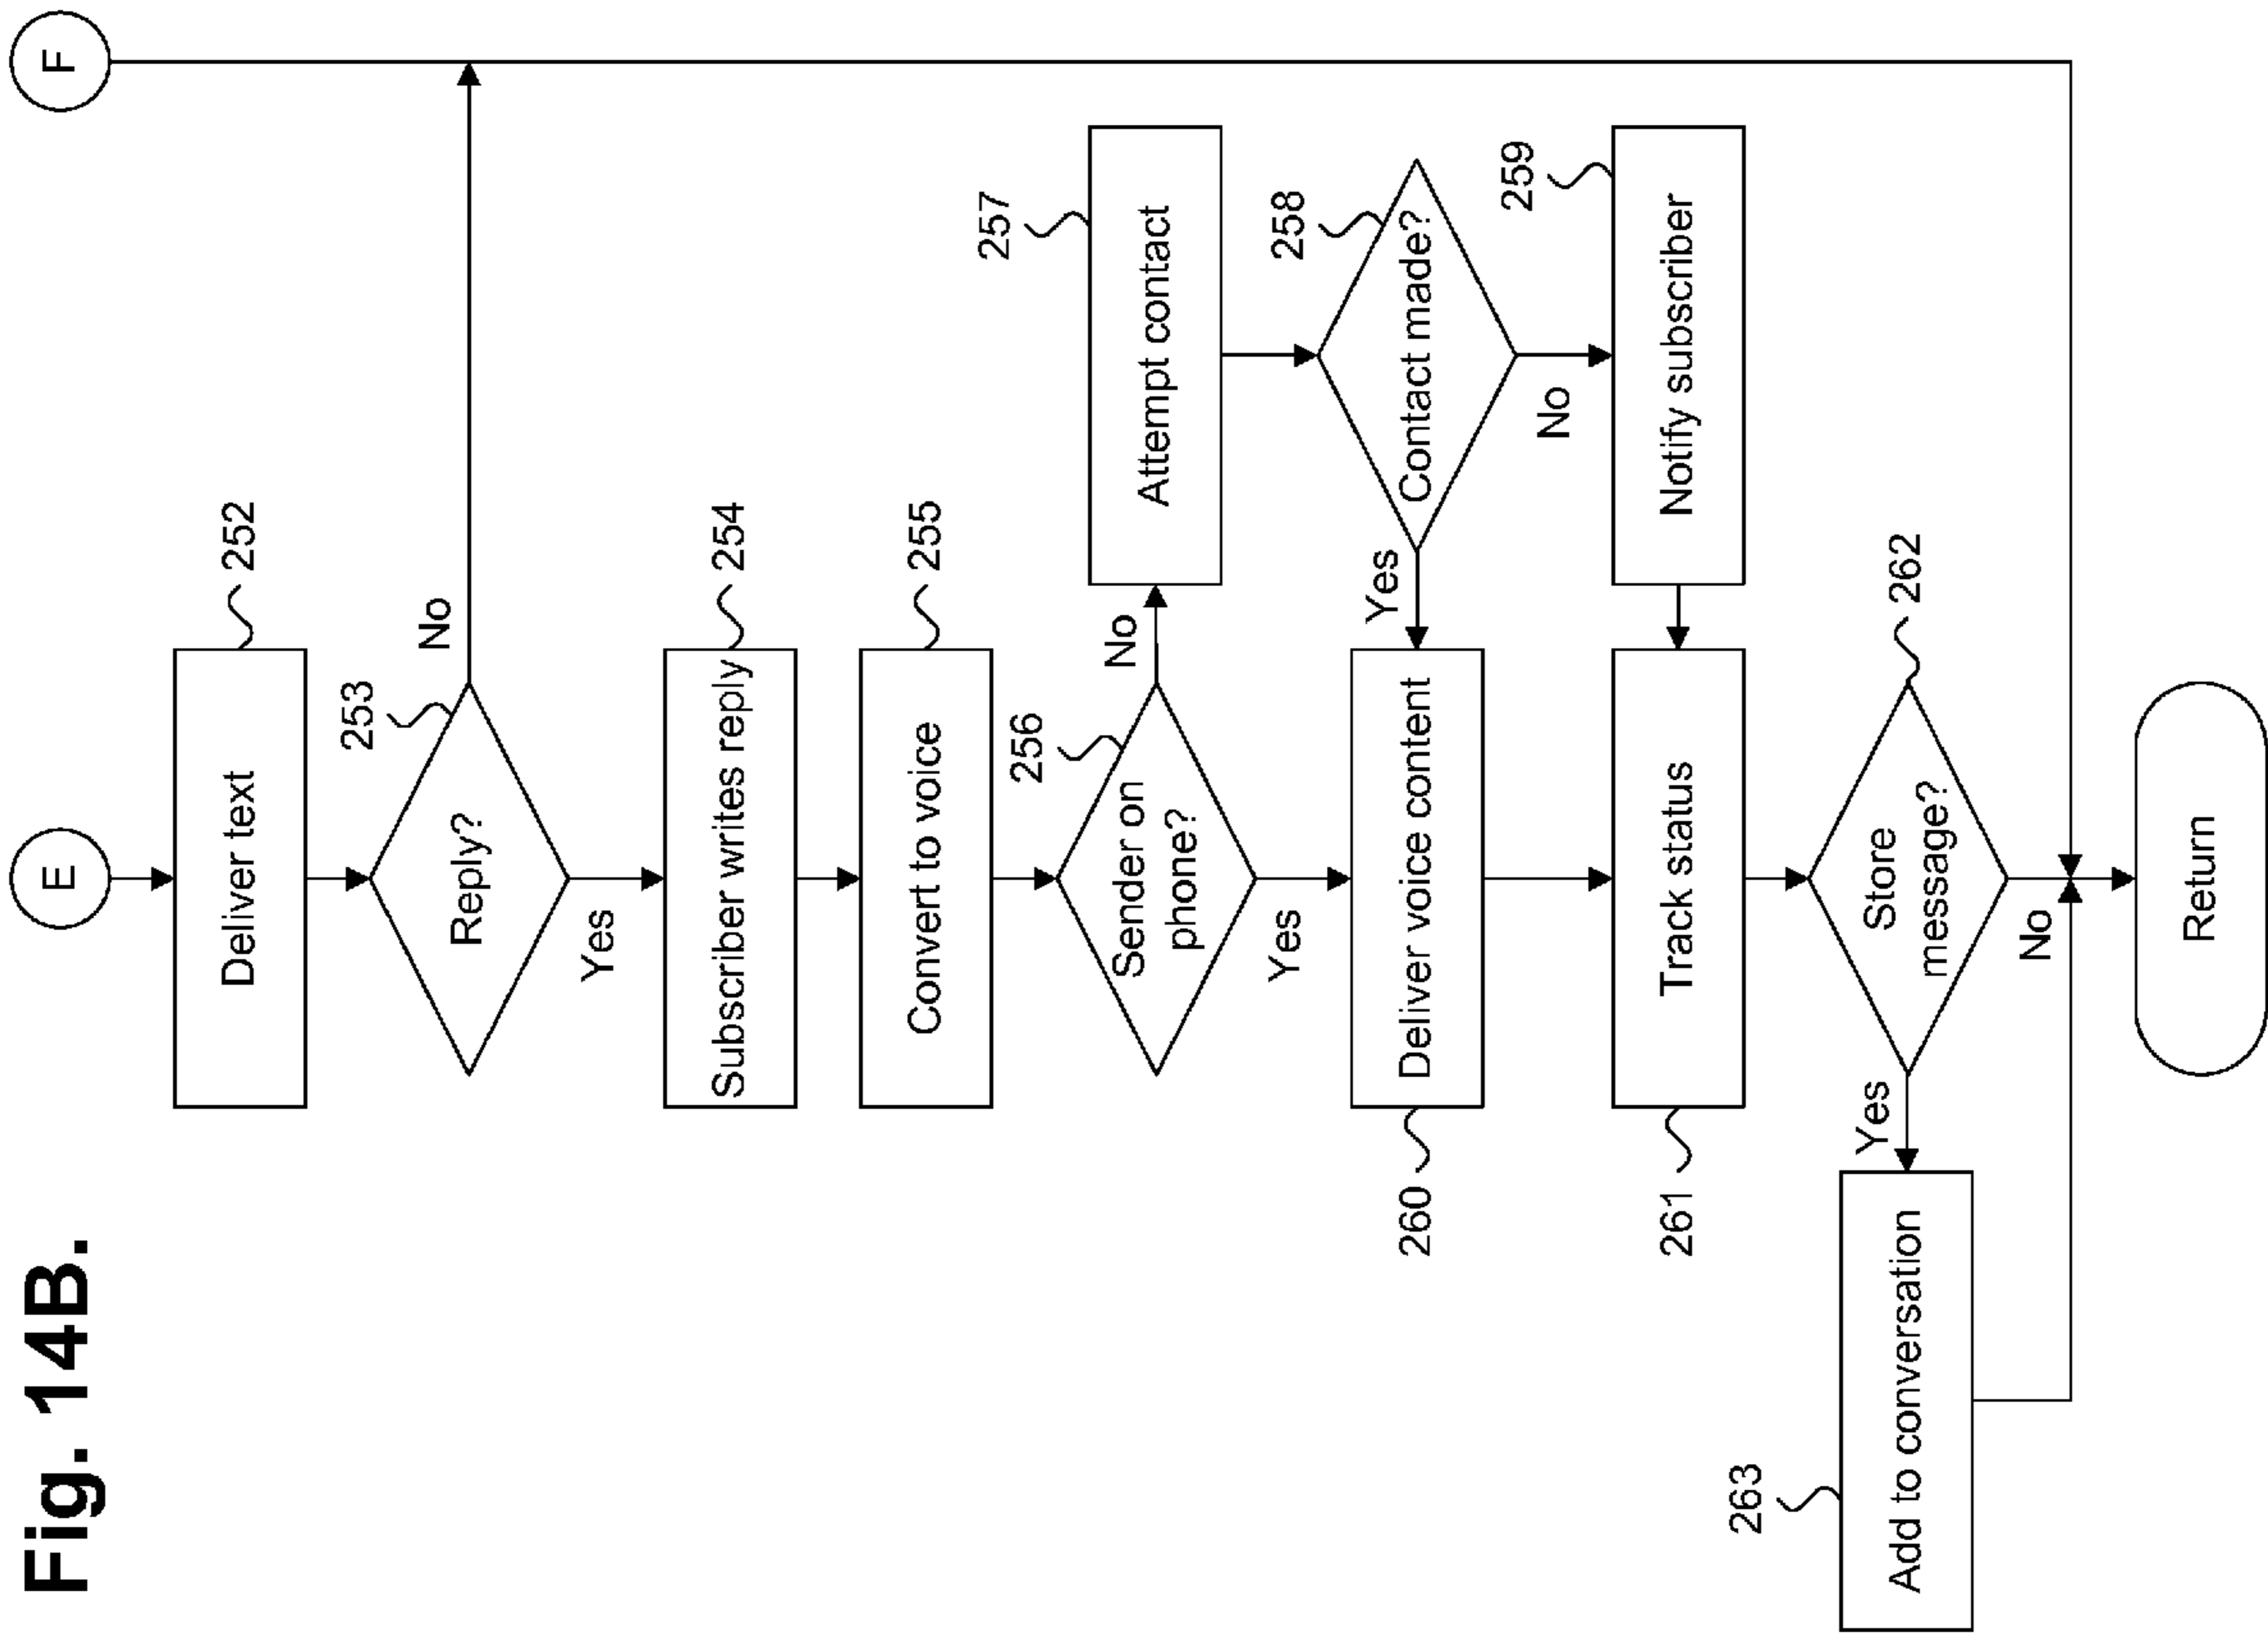 Fig. 14B.
E
F
Deliver text
252
253
Reply?
No
Yes
Subscriber writes reply
254
Convert to voice
255
256
Sender on
phone?
No
Yes
257
Attempt contact
258
Contact made?
Yes
No
259
Notify subscriber
Deliver voice content
260
Track status
261
262
Store
message?
Yes
No
263
Add to conversation
Return